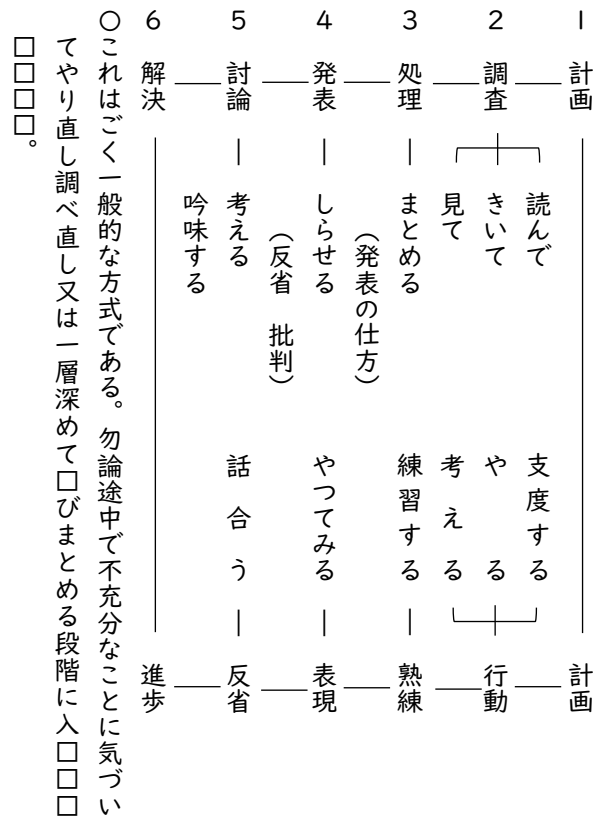 1 計画 計画
2 調査 読んで 支度する 行動
きいて やる
見て 考える
3 処理 まとめる 練習する 熟練
(発表の仕方)
4 発表 しらせる やつてみる 表現
(反省 批判)
5 討論 考える 話合う 反省
吟味する
6 解決 進歩
○これはごく一般的な方式である。勿論途中で不充分なことに気づい
てやり直し調べ直し又は一層深めて□びまとめる段階に入□□□
□□□□。